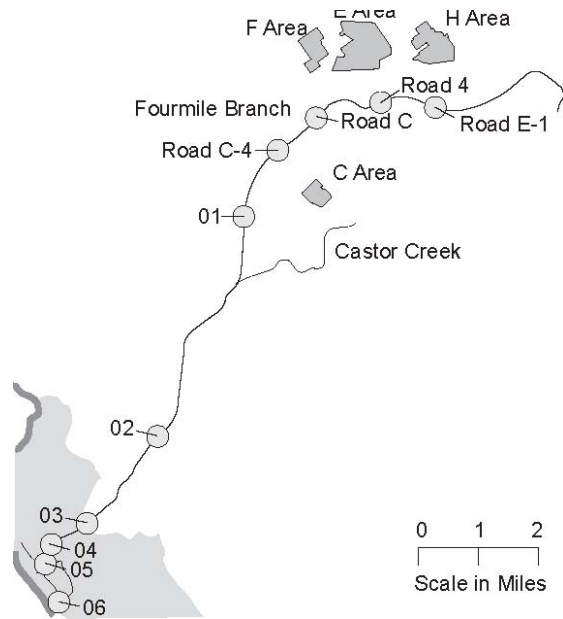 E Area
F Area
H Area
Road 4
Fourmile Branch
Road C
Road E-1
Road C-4
C Area
01
Castor Creek
02
03
04
05
06
0 1 2
Scale in Miles